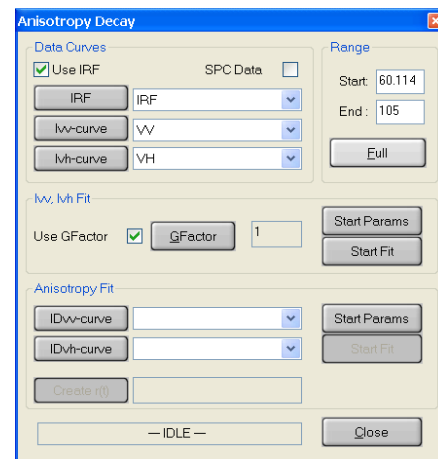 Anisotropy Decay
Data Curves
Use IRF SPC Data
IRF IRF
Ivv-curve VV
Ivh-curve VH
Range
Start: 60.114
End : 105
Full
Ivv, Ivh Fit
Use GFactor GFactor 1
Start Params
Start Fit
Anisotropy Fit
IDvv-curve
IDvh-curve
Create r(t)
Start Params
Start Fit
— IDLE —
Close